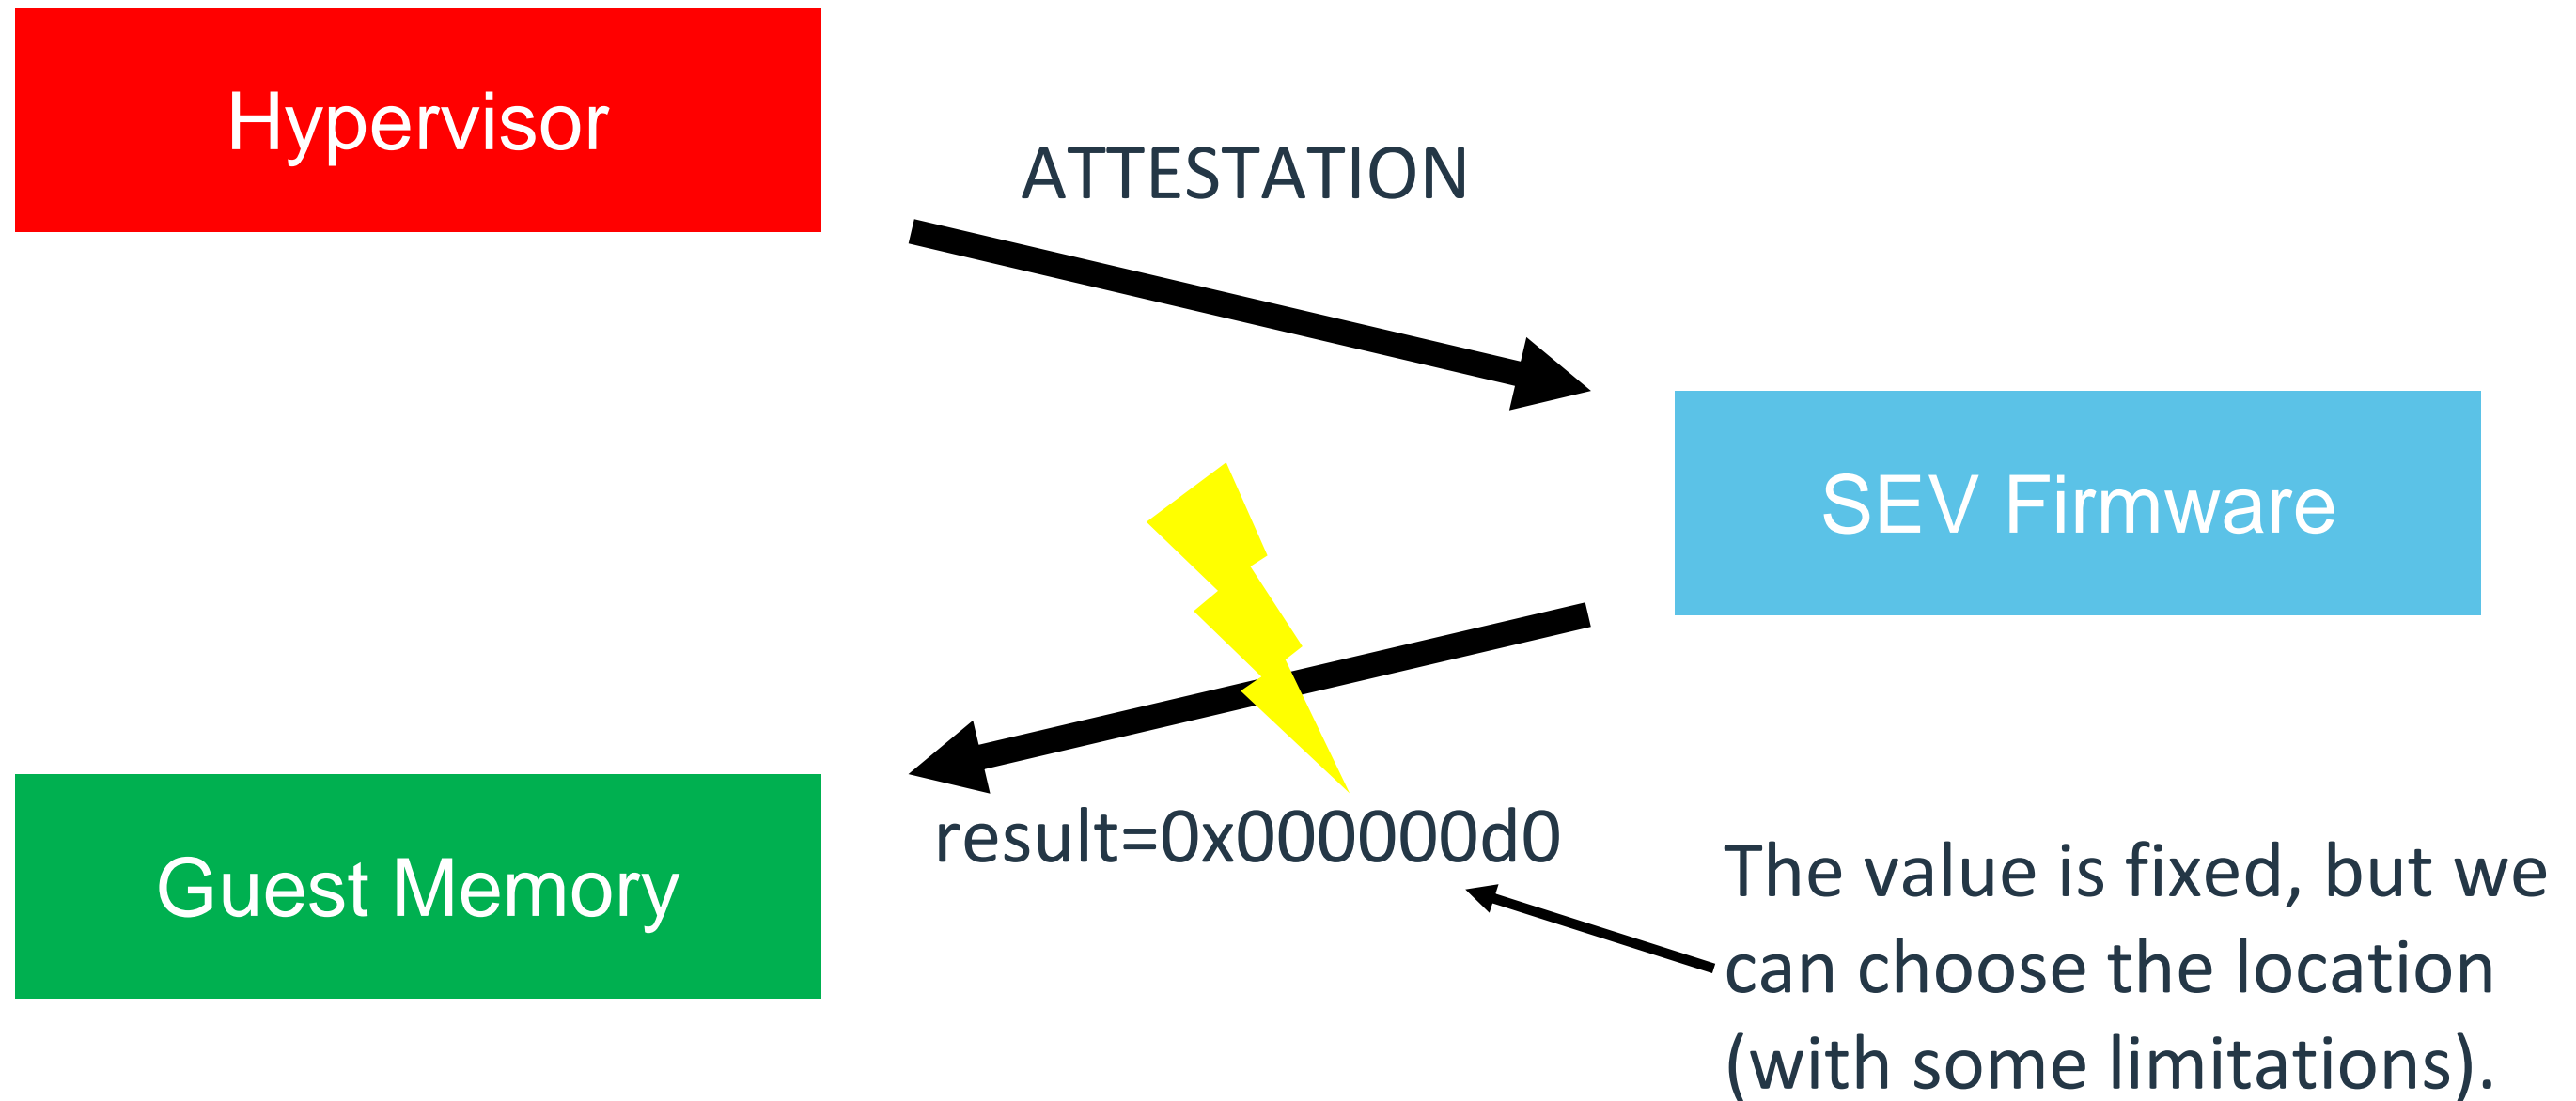 Hypervisor
ATTESTATION
SEV Firmware
result=0x000000d0
Guest Memory
The value is fixed, but we
can choose the location
(with some limitations).